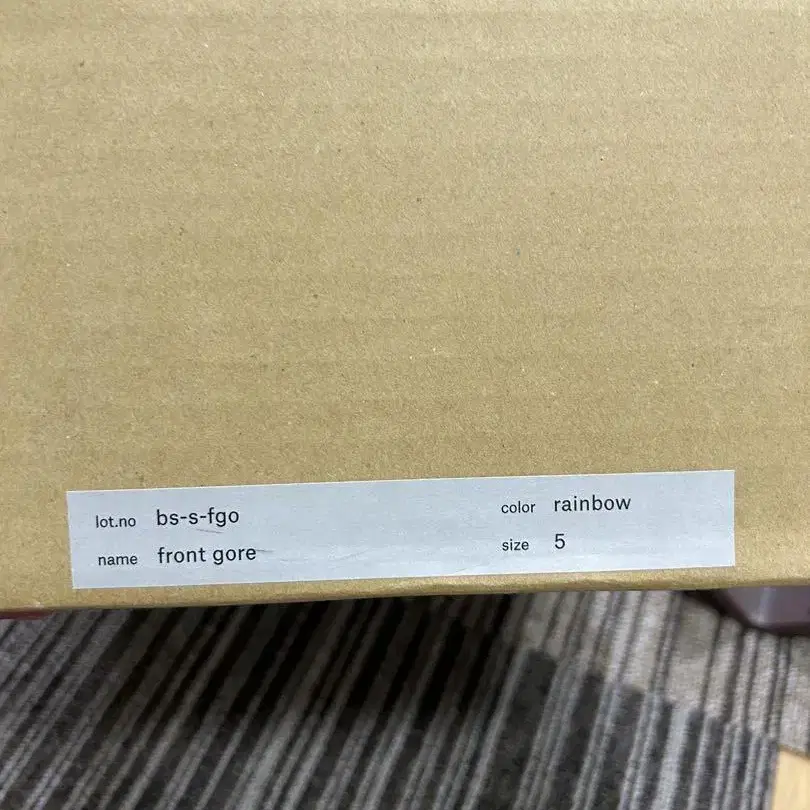 lot.no bs-s-fgo color rainbow
name front gore size 5